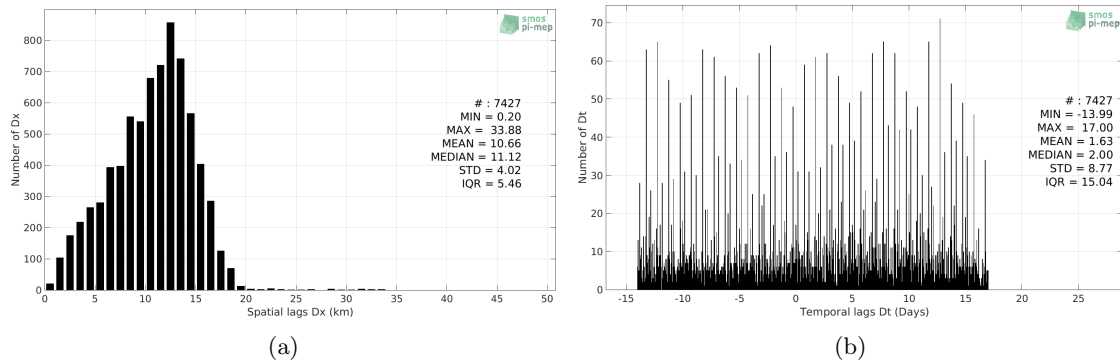 smos
pi-mep
800
700
600
500
400
300
200
100
0
Number of Dx
# : 7427
MIN = 0.20
MAX = 33.88
MEAN = 10.66
MEDIAN = 11.12
STD = 4.02
IQR = 5.46
0 5 10 15 20 25 30 35 40 45 50
Spatial lags Dx (km)
(a)
smos
pi-mep
70
60
50
40
30
20
10
0
Number of Dt
# : 7427
MIN = -13.99
MAX = 17.00
MEAN = 1.63
MEDIAN = 2.00
STD = 8.77
IQR = 15.04
-15 -10 -5 0 5 10 15 20 25
Temporal lags Dt (Days)
(b)